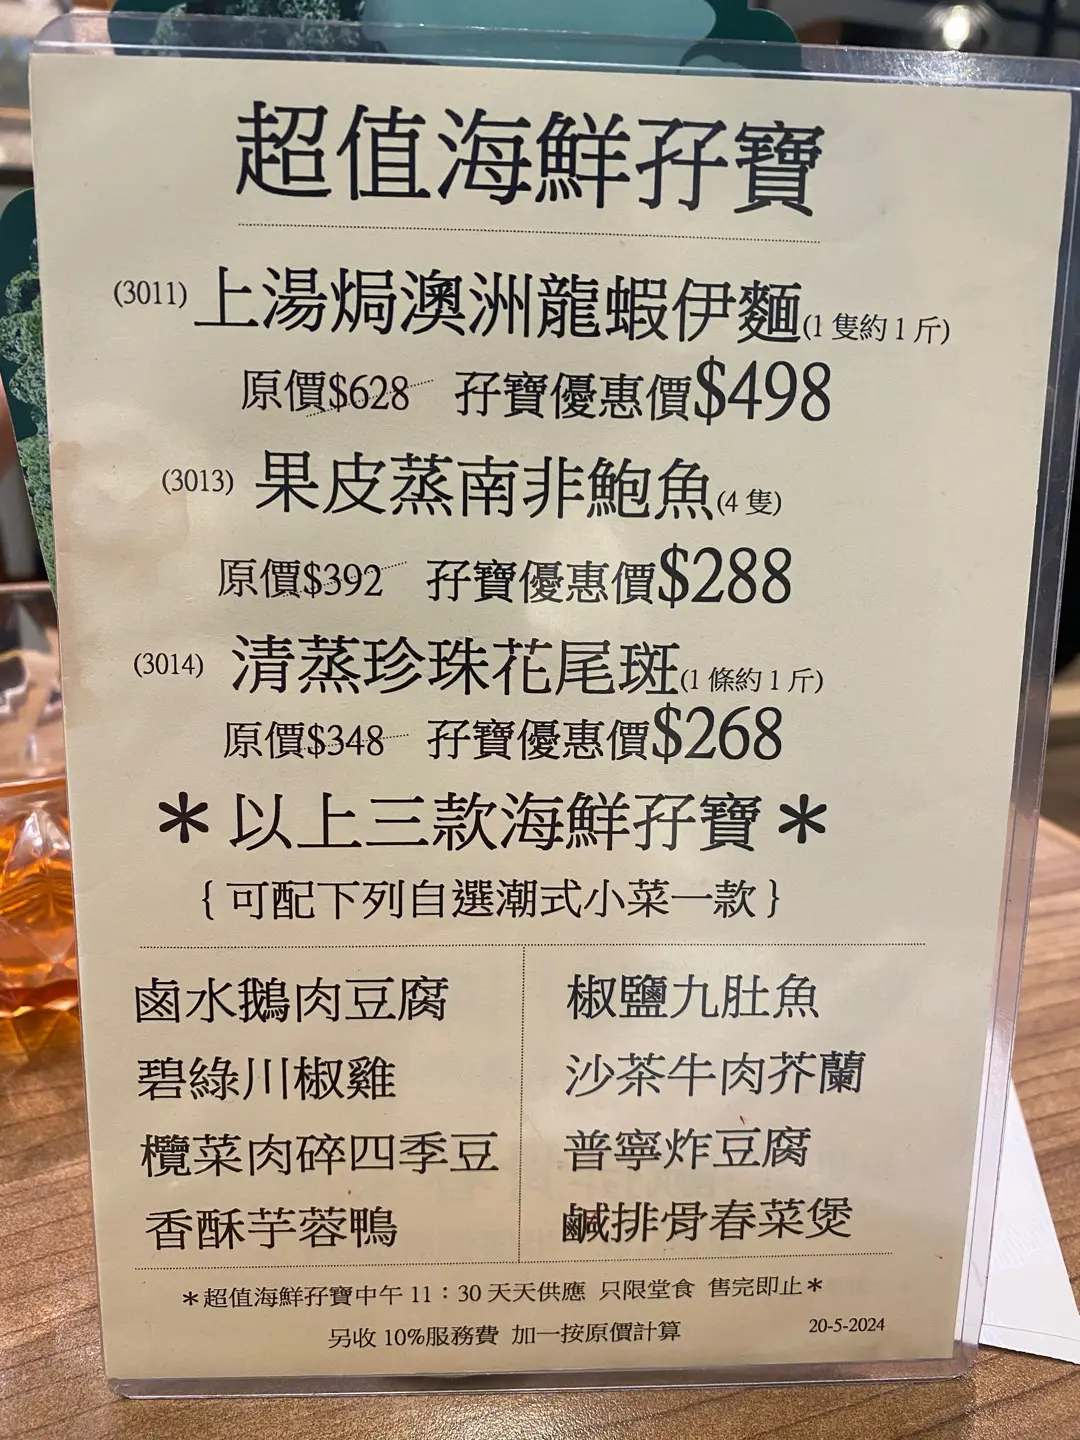 超值海鮮孖寶
(3011) 上湯焗澳洲龍蝦伊麵(1 隻約 1 斤)
原價$628 孖寶優惠價$498
(3013) 果皮蒸南非鮑魚(4 隻)
原價$392 孖寶優惠價$288
(3014) 清蒸珍珠花尾斑(1 條約 1 斤)
原價$348 孖寶優惠價$268
*以上三款海鮮孖寶*
{可配下列自選潮式小菜一款}
鹵水鵝肉豆腐
碧綠川椒雞
欖菜肉碎四季豆
香酥芋蓉鴨
椒鹽九肚魚
沙茶牛肉芥蘭
普寧炸豆腐
鹹排骨春菜煲
*超值海鮮孖寶中午 11：30 天天供應 只限堂食 售完即止*
另收 10%服務費 加一按原價計算
20-5-2024